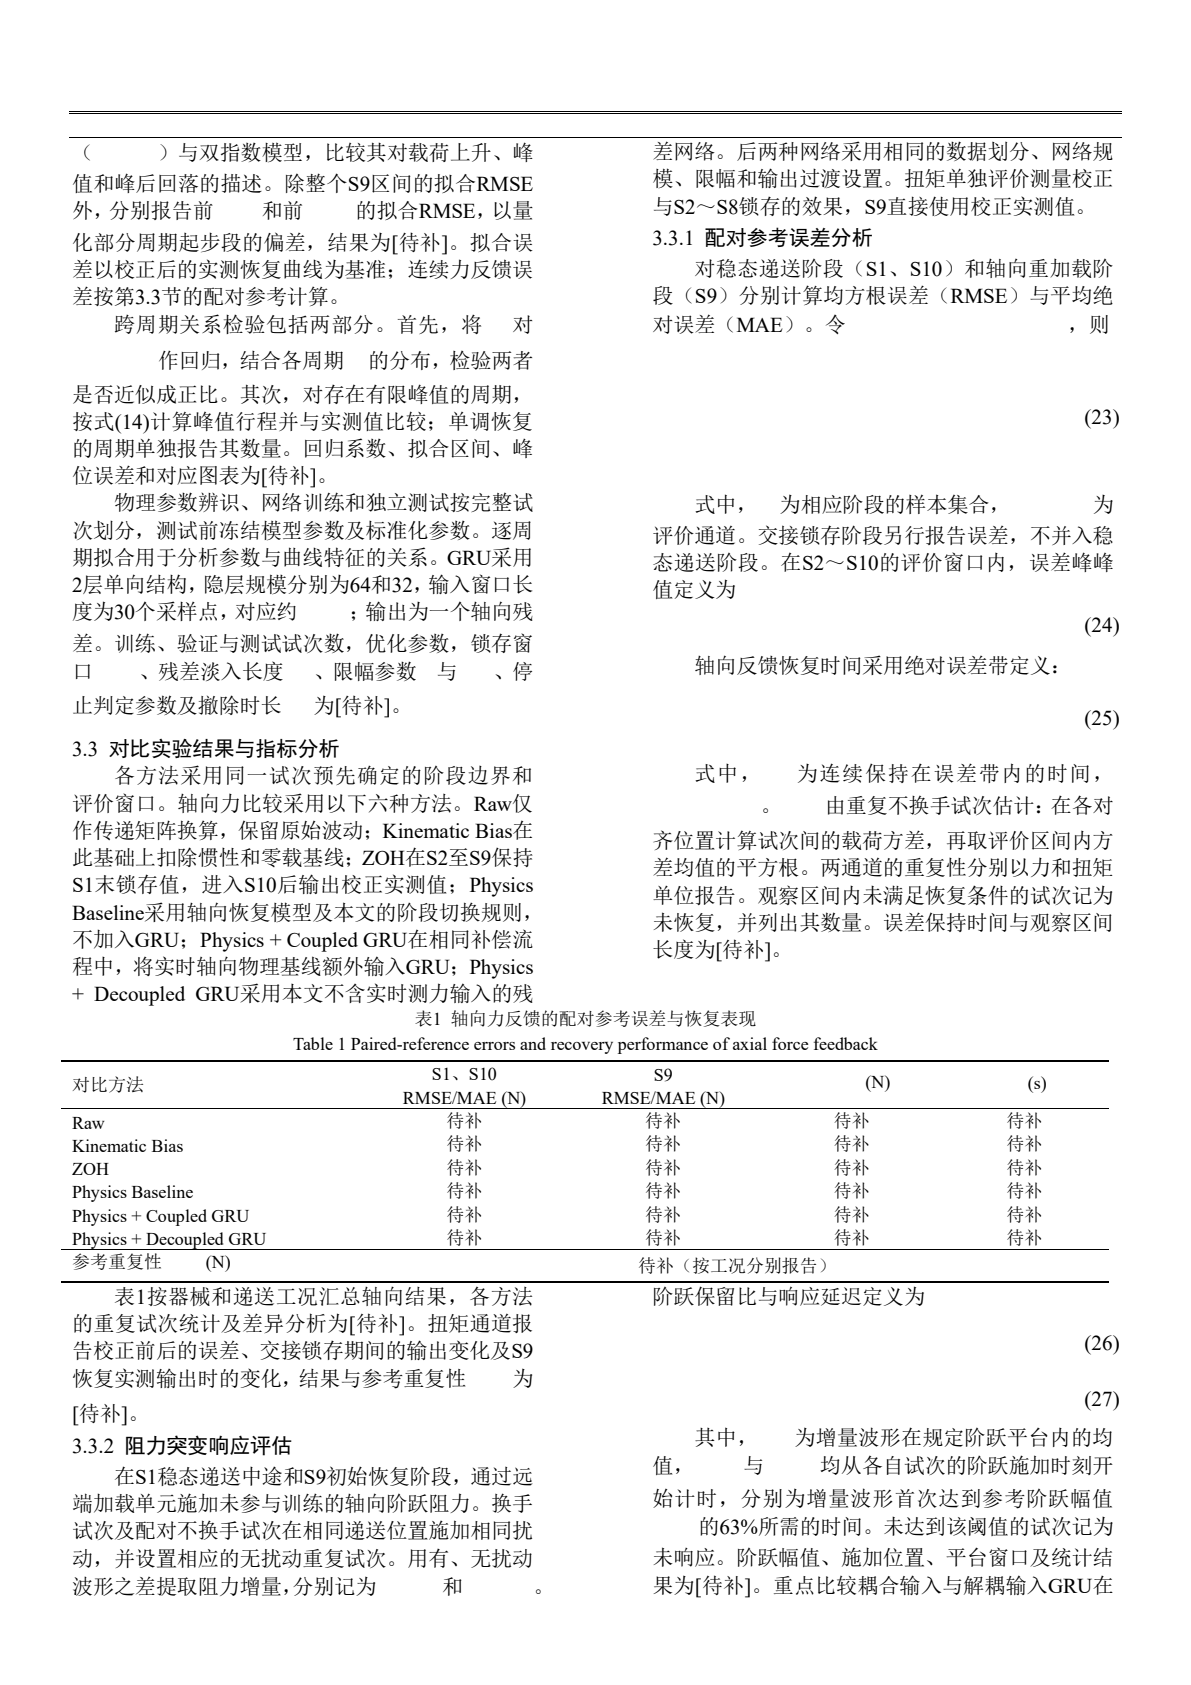 （　　　）与双指数模型，比较其对载荷上升、峰
值和峰后回落的描述。除整个S9区间的拟合RMSE
外，分别报告前　　和前　　的拟合RMSE，以量
化部分周期起步段的偏差，结果为[待补]。拟合误
差以校正后的实测恢复曲线为基准；连续力反馈误
差按第3.3节的配对参考计算。
跨周期关系检验包括两部分。首先，将　对
作回归，结合各周期　的分布，检验两者
是否近似成正比。其次，对存在有限峰值的周期，
按式(14)计算峰值行程并与实测值比较；单调恢复
的周期单独报告其数量。回归系数、拟合区间、峰
位误差和对应图表为[待补]。
物理参数辨识、网络训练和独立测试按完整试
次划分，测试前冻结模型参数及标准化参数。逐周
期拟合用于分析参数与曲线特征的关系。GRU采用
2层单向结构，隐层规模分别为64和32，输入窗口长
度为30个采样点，对应约　　；输出为一个轴向残
差。训练、验证与测试试次数，优化参数，锁存窗
口　　、残差淡入长度　、限幅参数　与　、停
止判定参数及撤除时长　为[待补]。
3.3 对比实验结果与指标分析
各方法采用同一试次预先确定的阶段边界和
评价窗口。轴向力比较采用以下六种方法。Raw仅
作传递矩阵换算，保留原始波动；Kinematic Bias在
此基础上扣除惯性和零载基线；ZOH在S2至S9保持
S1末锁存值，进入S10后输出校正实测值；Physics
Baseline采用轴向恢复模型及本文的阶段切换规则，
不加入GRU；Physics + Coupled GRU在相同补偿流
程中，将实时轴向物理基线额外输入GRU；Physics
+ Decoupled GRU采用本文不含实时测力输入的残
差网络。后两种网络采用相同的数据划分、网络规
模、限幅和输出过渡设置。扭矩单独评价测量校正
与S2～S8锁存的效果，S9直接使用校正实测值。
3.3.1 配对参考误差分析
对稳态递送阶段（S1、S10）和轴向重加载阶
段（S9）分别计算均方根误差（RMSE）与平均绝
对误差（MAE）。令　　　　　　，则
(23)
式中，　为相应阶段的样本集合，　　　为
评价通道。交接锁存阶段另行报告误差，不并入稳
态递送阶段。在S2～S10的评价窗口内，误差峰峰
值定义为
(24)
轴向反馈恢复时间采用绝对误差带定义：
(25)
式中，　为连续保持在误差带内的时间，
。　　由重复不换手试次估计：在各对
齐位置计算试次间的载荷方差，再取评价区间内方
差均值的平方根。两通道的重复性分别以力和扭矩
单位报告。观察区间内未满足恢复条件的试次记为
未恢复，并列出其数量。误差保持时间与观察区间
长度为[待补]。
表1 轴向力反馈的配对参考误差与恢复表现
Table 1 Paired-reference errors and recovery performance of axial force feedback
对比方法　S1、S10 RMSE/MAE (N)　S9 RMSE/MAE (N)　(N)　(s)
Raw　待补　待补　待补　待补
Kinematic Bias　待补　待补　待补　待补
ZOH　待补　待补　待补　待补
Physics Baseline　待补　待补　待补　待补
Physics + Coupled GRU　待补　待补　待补　待补
Physics + Decoupled GRU　待补　待补　待补　待补
参考重复性　　(N)　待补（按工况分别报告）
表1按器械和递送工况汇总轴向结果，各方法
的重复试次统计及差异分析为[待补]。扭矩通道报
告校正前后的误差、交接锁存期间的输出变化及S9
恢复实测输出时的变化，结果与参考重复性　　为
[待补]。
3.3.2 阻力突变响应评估
在S1稳态递送中途和S9初始恢复阶段，通过远
端加载单元施加未参与训练的轴向阶跃阻力。换手
试次及配对不换手试次在相同递送位置施加相同扰
动，并设置相应的无扰动重复试次。用有、无扰动
波形之差提取阻力增量，分别记为　　　和　　　。
阶跃保留比与响应延迟定义为
(26)
(27)
其中，　　为增量波形在规定阶跃平台内的均
值，　　与　　均从各自试次的阶跃施加时刻开
始计时，分别为增量波形首次达到参考阶跃幅值
的63%所需的时间。未达到该阈值的试次记为
未响应。阶跃幅值、施加位置、平台窗口及统计结
果为[待补]。重点比较耦合输入与解耦输入GRU在